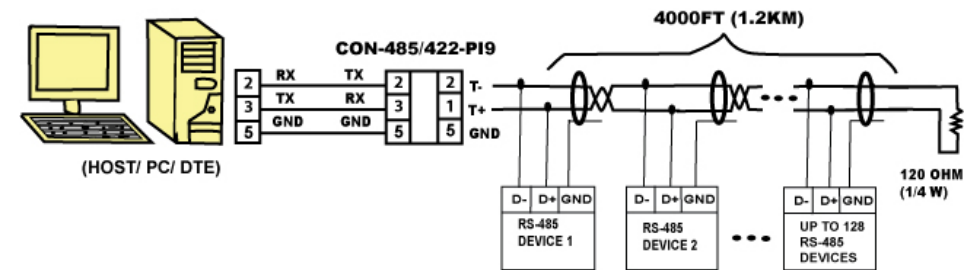 4000FT (1.2KM)
CON-485/422-PI9
2 RX TX 2 2 T-
3 TX RX 3 1 T+
5 GND GND 5 5 GND
(HOST/ PC/ DTE)
120 OHM
(1/4 W)
D- D+ GND
RS-485
DEVICE 1
D- D+ GND
RS-485
DEVICE 2
D- D+ GND
UP TO 128
RS-485
DEVICES